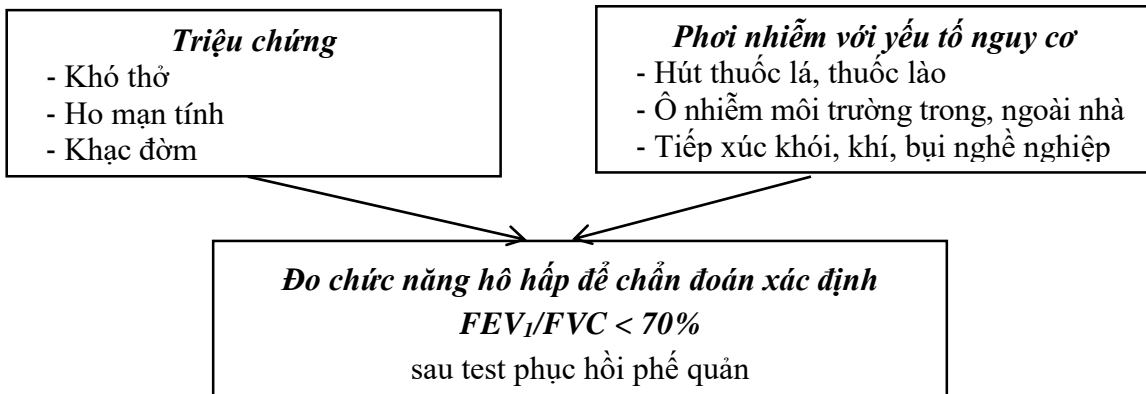 Triệu chứng
- Khó thở
- Ho mạn tính
- Khạc đờm
Phơi nhiễm với yếu tố nguy cơ
- Hút thuốc lá, thuốc lào
- Ô nhiễm môi trường trong, ngoài nhà
- Tiếp xúc khói, khí, bụi nghề nghiệp
Đo chức năng hô hấp để chẩn đoán xác định
FEV1/FVC < 70%
sau test phục hồi phế quản